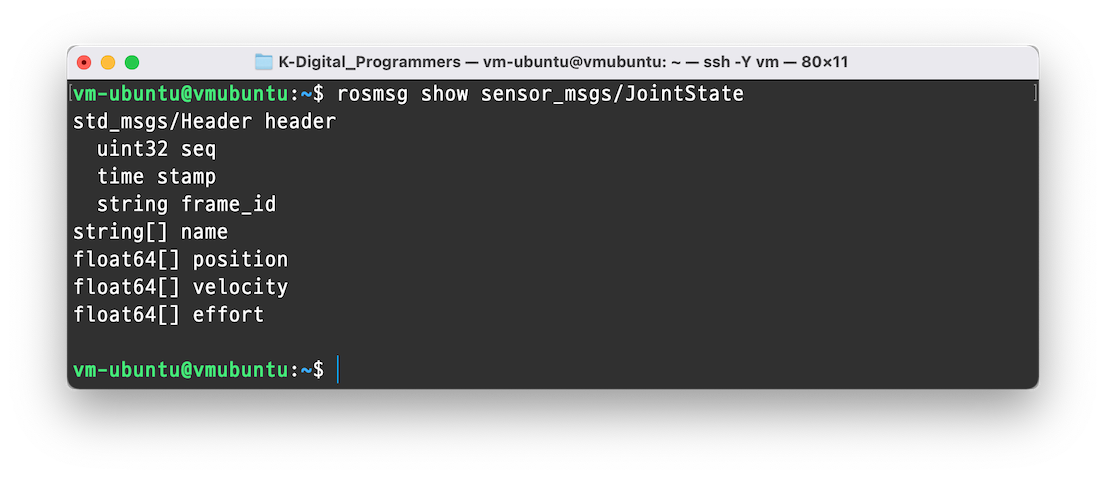 K-Digital_Programmers — vm-ubuntu@vmubuntu: ~ — ssh -Y vm — 80×11
[vm-ubuntu@vmubuntu:~$ rosmsg show sensor_msgs/JointState ]
std_msgs/Header header
  uint32 seq
  time stamp
  string frame_id
string[] name
float64[] position
float64[] velocity
float64[] effort
vm-ubuntu@vmubuntu:~$